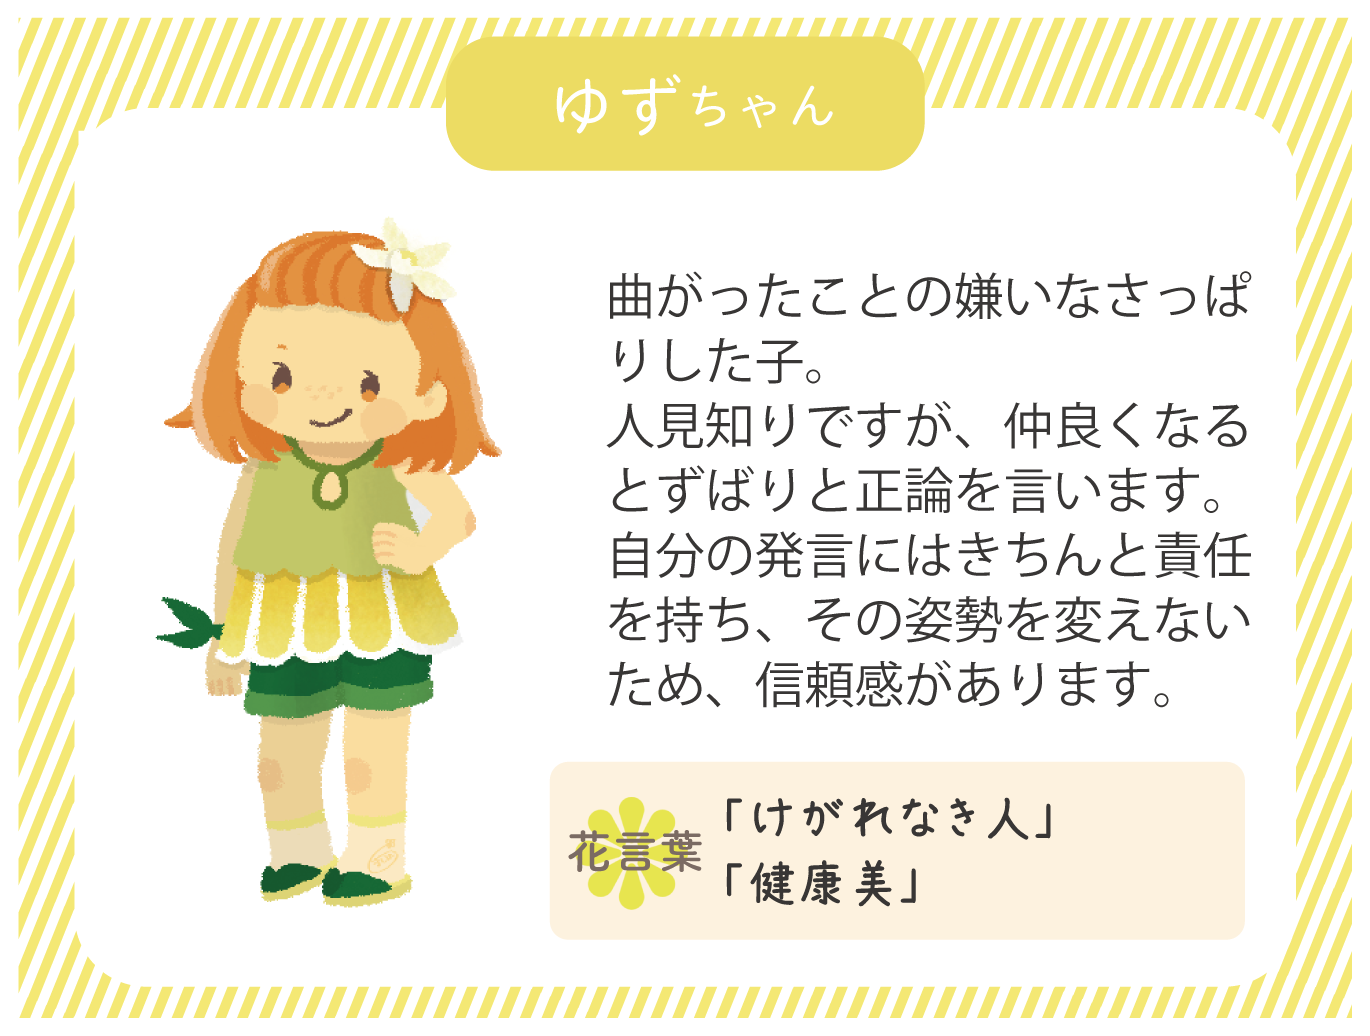 ゆずちゃん
曲がったことの嫌いなさっぱ
りした子。
人見知りですが、仲良くなる
とずばりと正論を言います。
自分の発言にはきちんと責任
を持ち、その姿勢を変えない
ため、信頼感があります。
花言葉
「けがれなき人」
「健康美」